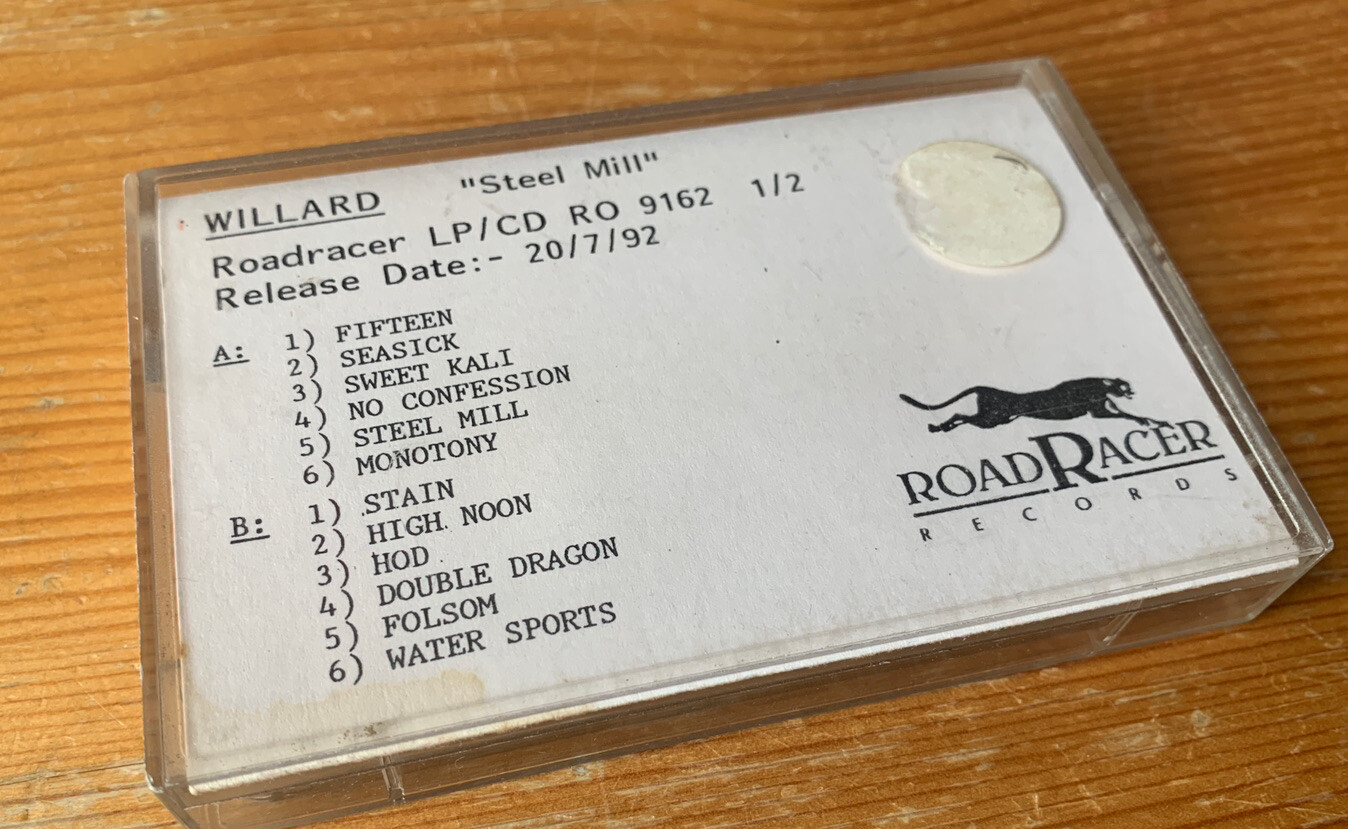 WILLARD "Steel Mill"
Roadracer LP/CD RO 9162 1/2
Release Date:- 20/7/92
A: 1) FIFTEEN
2) SEASICK
3) SWEET KALI
4) NO CONFESSION
5) STEEL MILL
6) MONOTONY
B: 1) STAIN
2) HIGH NOON
3) HOD
4) DOUBLE DRAGON
5) FOLSOM
6) WATER SPORTS
ROADRACER
RECORDS